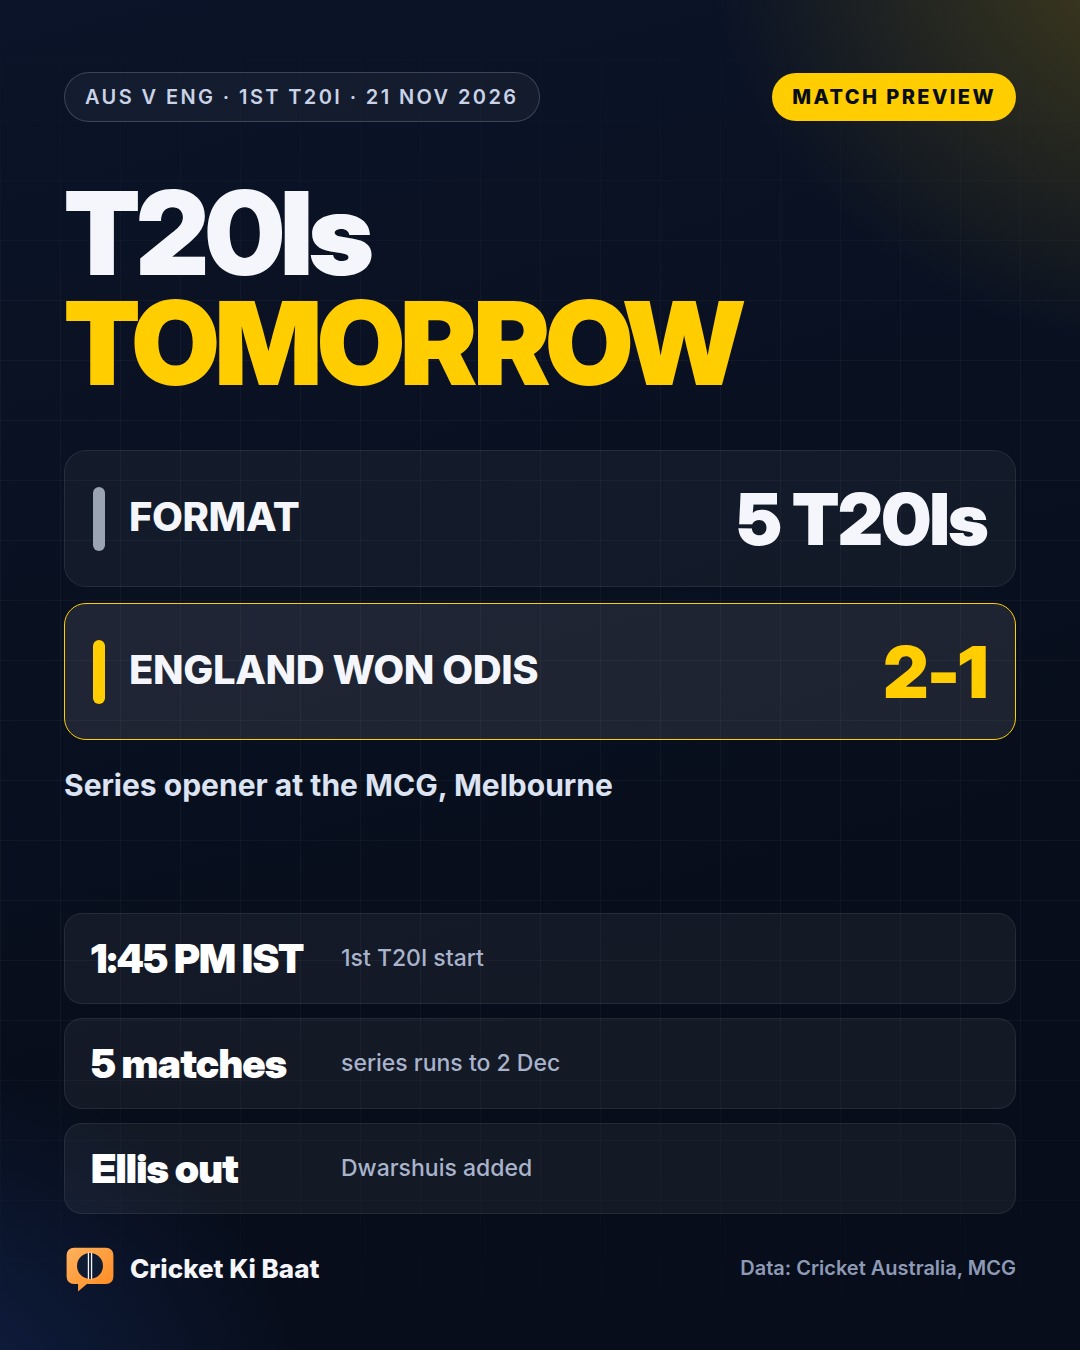 AUS V ENG · 1ST T20I · 21 NOV 2026
MATCH PREVIEW
T20Is
TOMORROW
FORMAT
5 T20Is
ENGLAND WON ODIS
2-1
Series opener at the MCG, Melbourne
1:45 PM IST
1st T20I start
5 matches
series runs to 2 Dec
Ellis out
Dwarshuis added
Cricket Ki Baat
Data: Cricket Australia, MCG